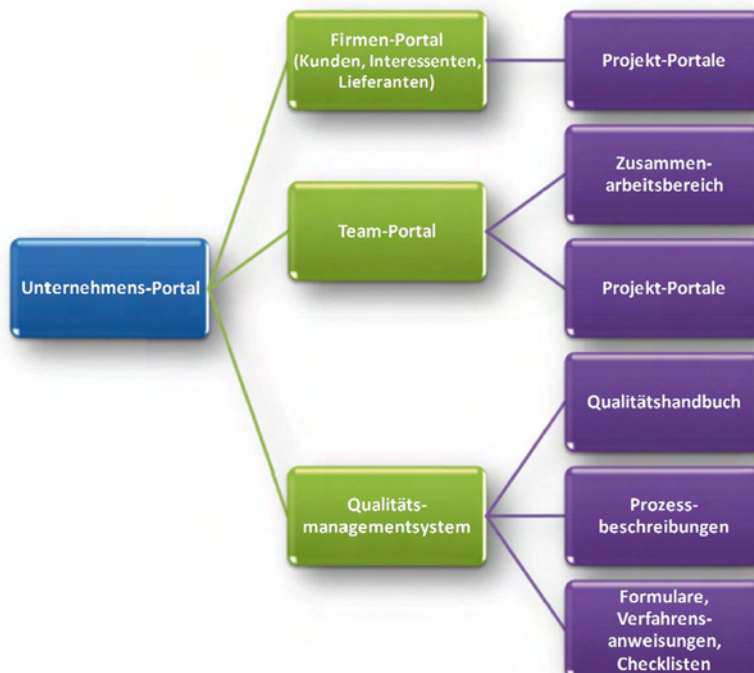 Firmen-Portal
(Kunden, Interessenten,
Lieferanten)
Projekt-Portale
Zusammen-
arbeitsbereich
Team-Portal
Unternehmens-Portal
Projekt-Portale
Qualitätshandbuch
Qualitäts-
managementsystem
Prozess-
beschreibungen
Formulare,
Verfahrens-
anweisungen,
Checklisten